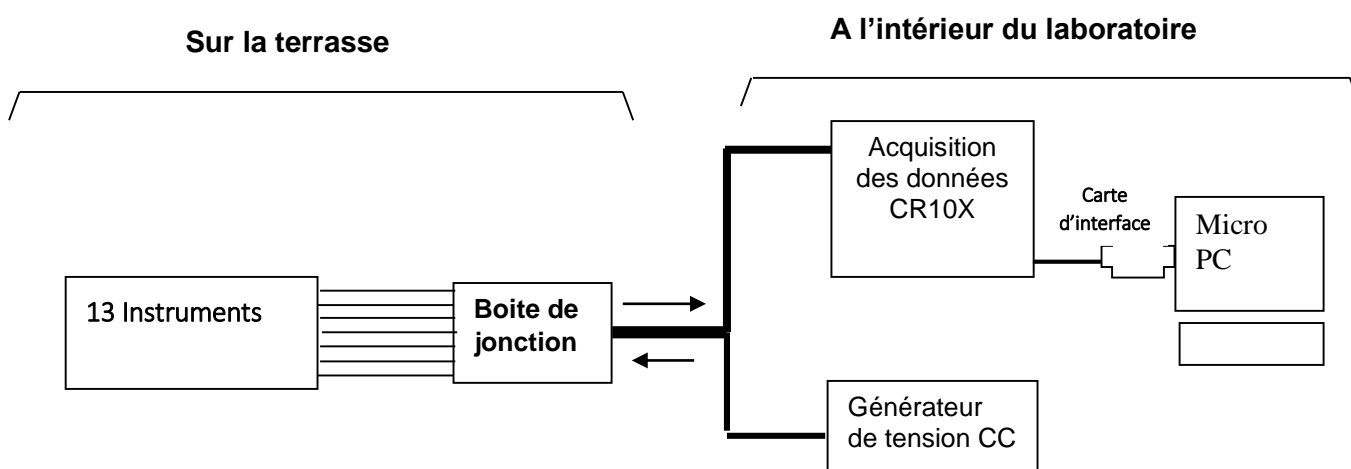 Sur la terrasse
A l’intérieur du laboratoire
13 Instruments
Boite de
jonction
Acquisition
des données
CR10X
Carte
d’interface
Micro
PC
Générateur
de tension CC